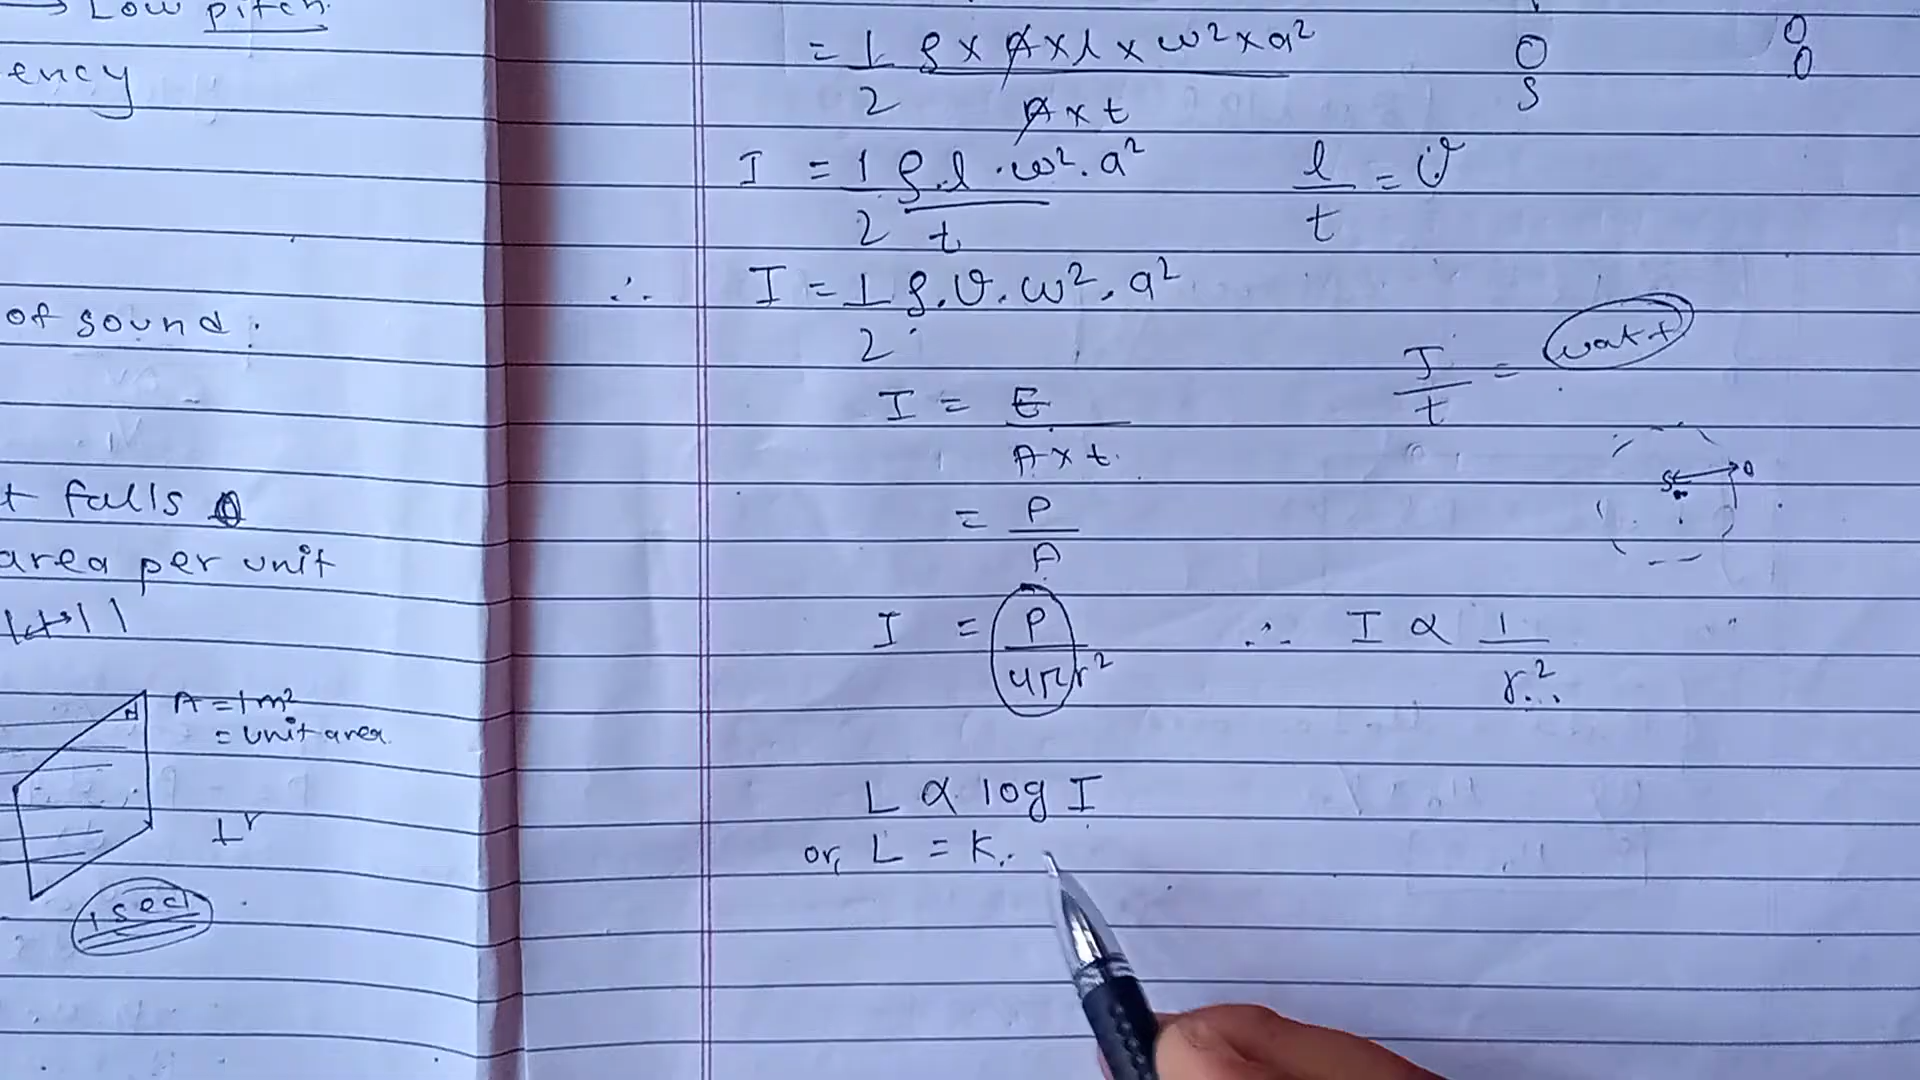 → Low pitch
ency
of sound.
t falls
area per unit
A = 1m²
= unit area
⊥r
1 sec
= 1/2 ρ × A × l × ω² × a² / A × t
I = 1/2 ρ.l.ω².a² / t
l/t = v
∴ I = 1/2 ρ.v.ω².a²
I = E / A × t.
= P / A
I = P / 4πr² ∴ I ∝ 1 / r²
L ∝ log I
or, L = K.
J/t = watt
S O
O
S
O
O